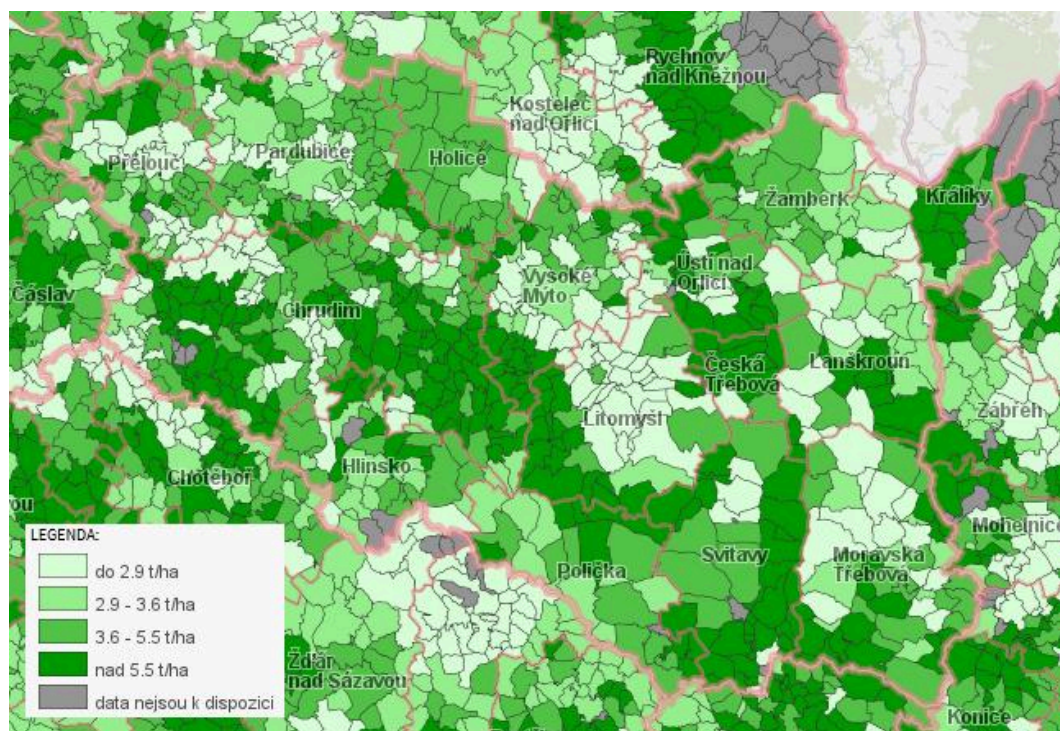 Rychnov
nad Kněžnou
Kostelec
nad Orlicí
Přelouč
Pardubice
Holice
Žamberk
Králíky
Čáslav
Vysoké
Mýto
Ústí nad
Orlicí
Chrudim
Česká
Třebová
Lanškroun
Litomyšl
Zábřeh
Hlinsko
Chotěboř
ou
Mohelnice
Svitavy
Moravská
Třebová
Polička
Žďár
nad Sázavou
Konice
LEGENDA:
do 2.9 t/ha
2.9 - 3.6 t/ha
3.6 - 5.5 t/ha
nad 5.5 t/ha
data nejsou k dispozici